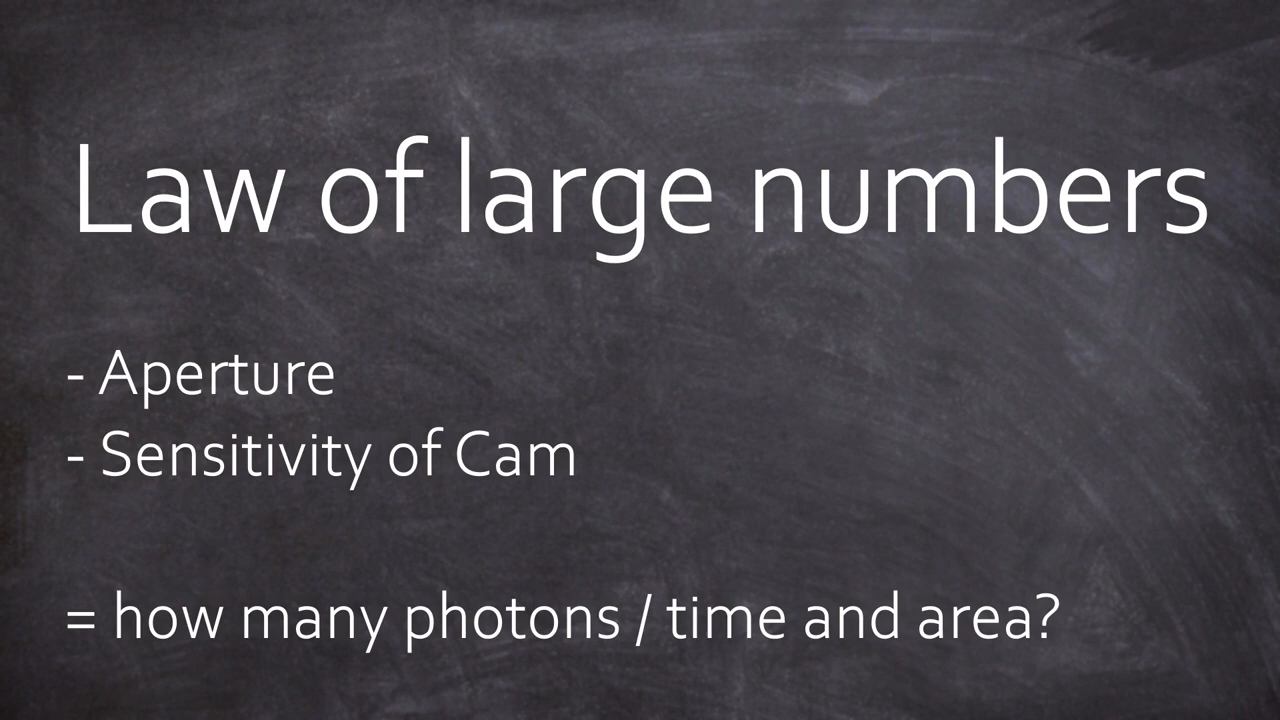 Law of large numbers
- Aperture
- Sensitivity of Cam
= how many photons / time and area?